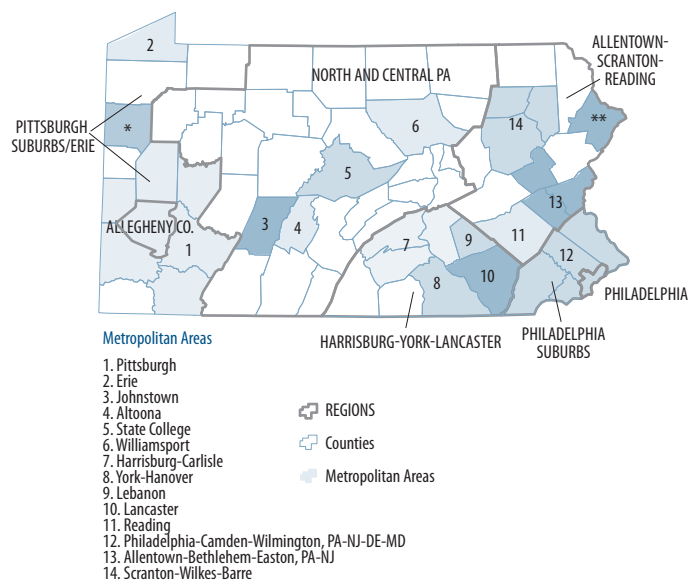 2
ALLENTOWN-
SCRANTON-
READING
NORTH AND CENTRAL PA
*
PITTSBURGH
SUBURBS/ERIE
6
14
**
5
13
ALLEGHENY CO.
3
4
1
7
9
11
12
8
10
PHILADELPHIA
HARRISBURG-YORK-LANCASTER
PHILADELPHIA
SUBURBS
Metropolitan Areas
1. Pittsburgh
2. Erie
3. Johnstown
4. Altoona
5. State College
6. Williamsport
7. Harrisburg-Carlisle
8. York-Hanover
9. Lebanon
10. Lancaster
11. Reading
12. Philadelphia-Camden-Wilmington, PA-NJ-DE-MD
13. Allentown-Bethlehem-Easton, PA-NJ
14. Scranton-Wilkes-Barre
REGIONS
Counties
Metropolitan Areas